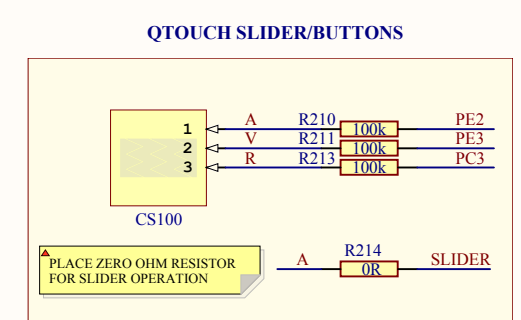 QTOUCH SLIDER/BUTTONS
1 A R210 100k PE2
2 V R211 100k PE3
3 R R213 100k PC3
CS100
PLACE ZERO OHM RESISTOR
FOR SLIDER OPERATION
A R214 0R SLIDER